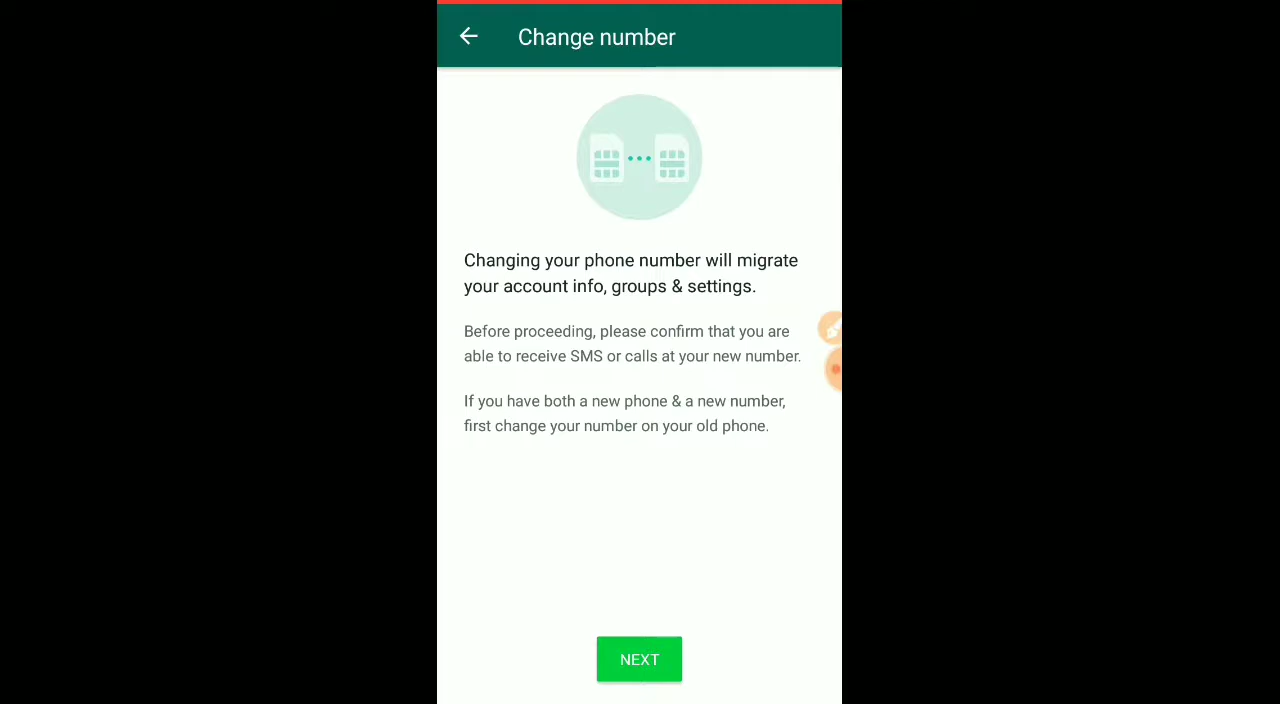 Change number
Changing your phone number will migrate
your account info, groups & settings.
Before proceeding, please confirm that you are
able to receive SMS or calls at your new number.
If you have both a new phone & a new number,
first change your number on your old phone.
NEXT